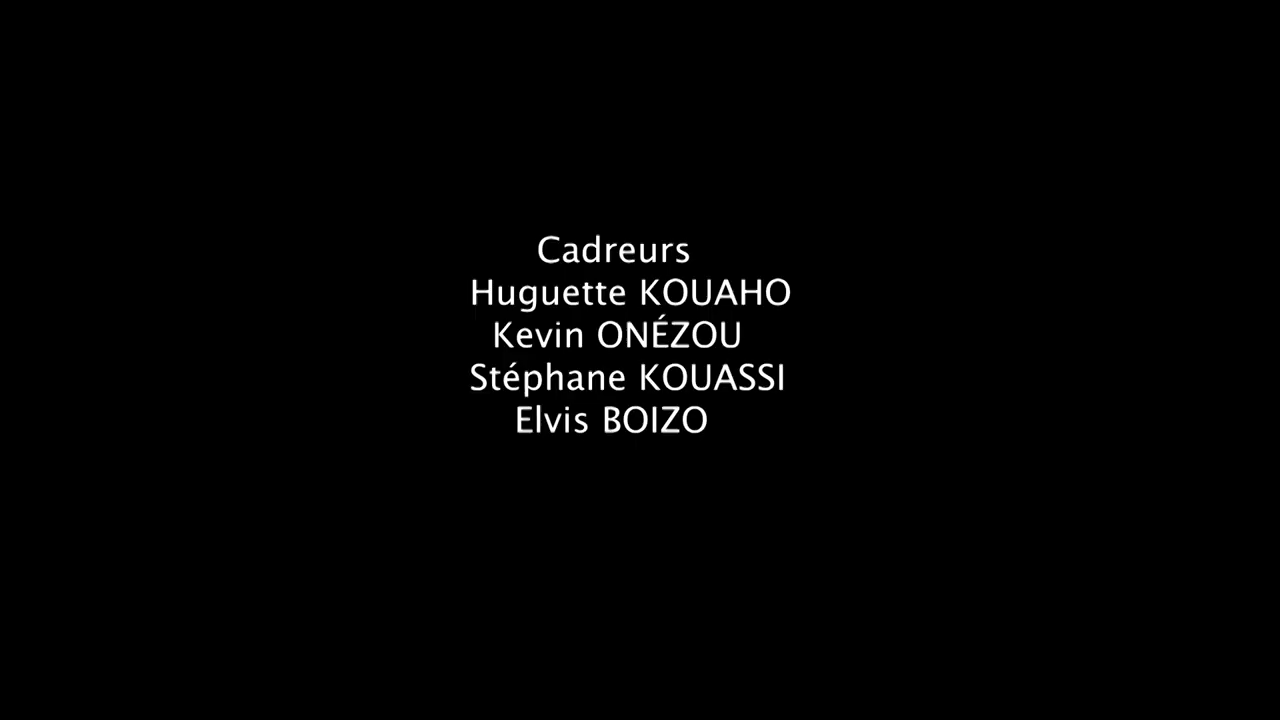 Cadreurs
Huguette KOUAHO
Kevin ONÉZOU
Stéphane KOUASSI
Elvis BOIZO